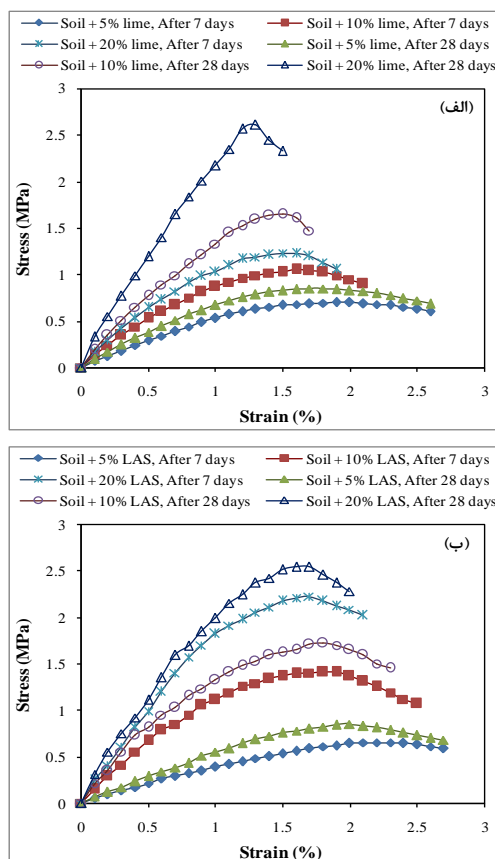 Soil + 5% lime, After 7 days Soil + 10% lime, After 7 days
Soil + 20% lime, After 7 days Soil + 5% lime, After 28 days
Soil + 10% lime, After 28 days Soil + 20% lime, After 28 days
3
(الف)
2.5
2
1.5
1
0.5
0
Stress (MPa)
0 0.5 1 1.5 2 2.5 3
Strain (%)
Soil + 5% LAS, After 7 days Soil + 10% LAS, After 7 days
Soil + 20% LAS, After 7 days Soil + 5% LAS, After 28 days
Soil + 10% LAS, After 28 days Soil + 20% LAS, After 28 days
3
(ب)
2.5
2
1.5
1
0.5
0
Stress (MPa)
0 0.5 1 1.5 2 2.5 3
Strain (%)